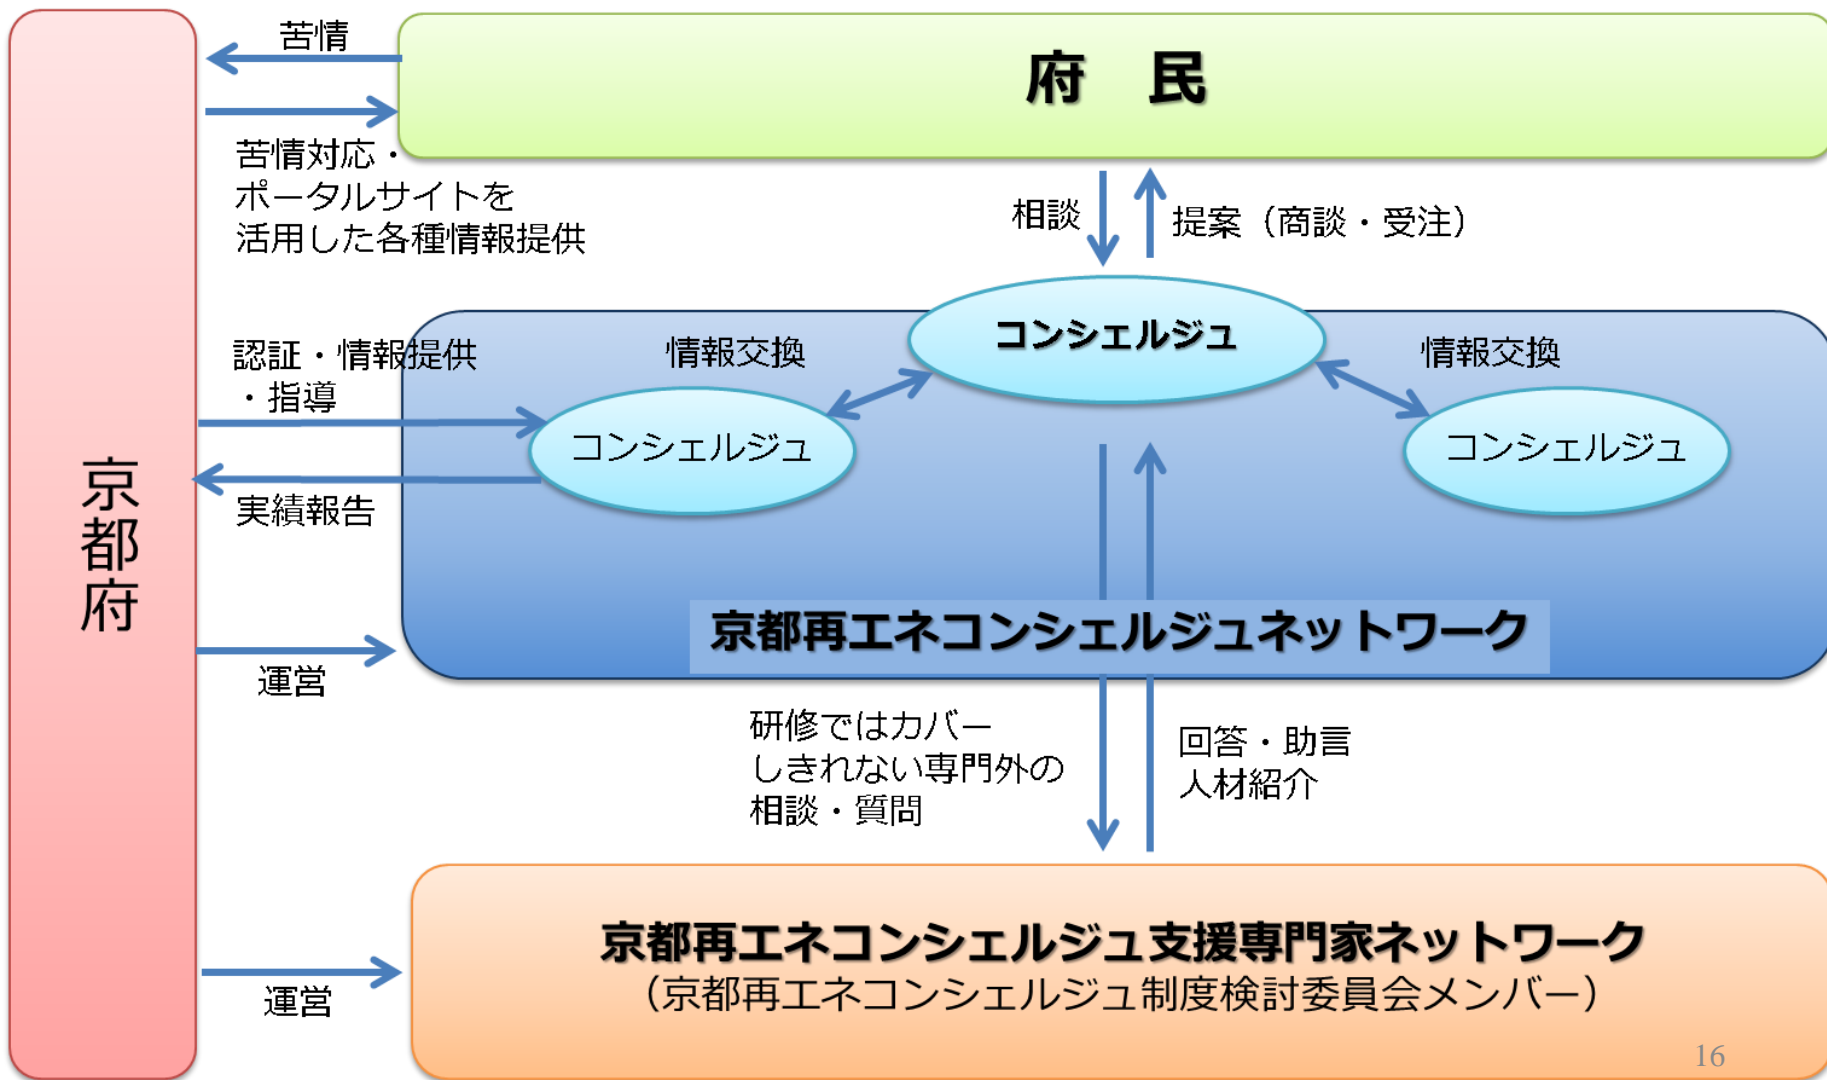 苦情
府　民
苦情対応・
ポータルサイトを
活用した各種情報提供
相談
提案（商談・受注）
認証・情報提供
・指導
情報交換
コンシェルジュ
情報交換
コンシェルジュ
コンシェルジュ
京都府
実績報告
京都再エネコンシェルジュネットワーク
運営
研修ではカバー
しきれない専門外の
相談・質問
回答・助言
人材紹介
京都再エネコンシェルジュ支援専門家ネットワーク
（京都再エネコンシェルジュ制度検討委員会メンバー）
運営
16